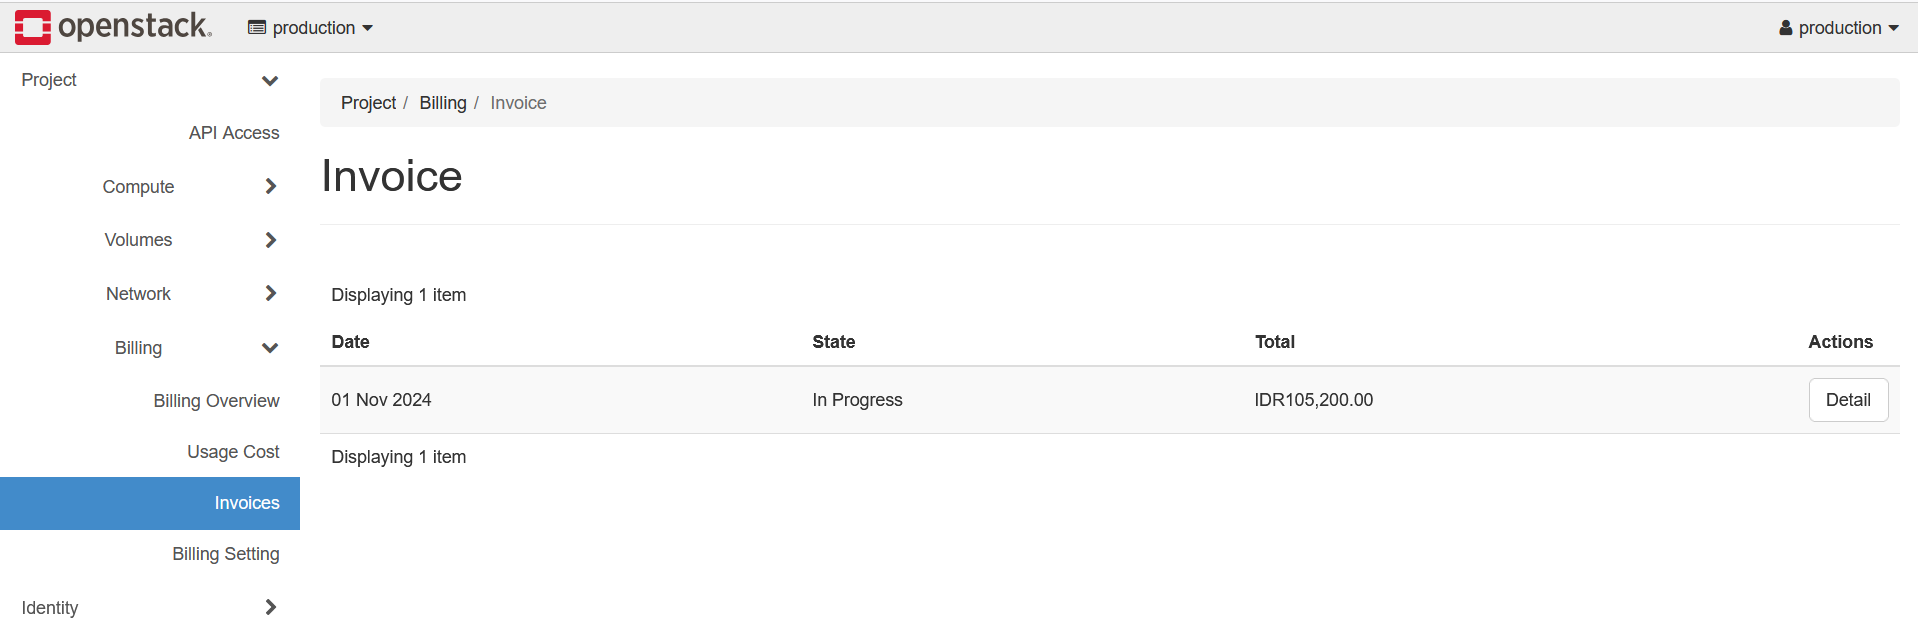 openstack.
production
production
Project
API Access
Compute
Volumes
Network
Billing
Billing Overview
Usage Cost
Invoices
Billing Setting
Identity
Project / Billing / Invoice
Invoice
Displaying 1 item
Date State Total Actions
01 Nov 2024 In Progress IDR105,200.00 Detail
Displaying 1 item